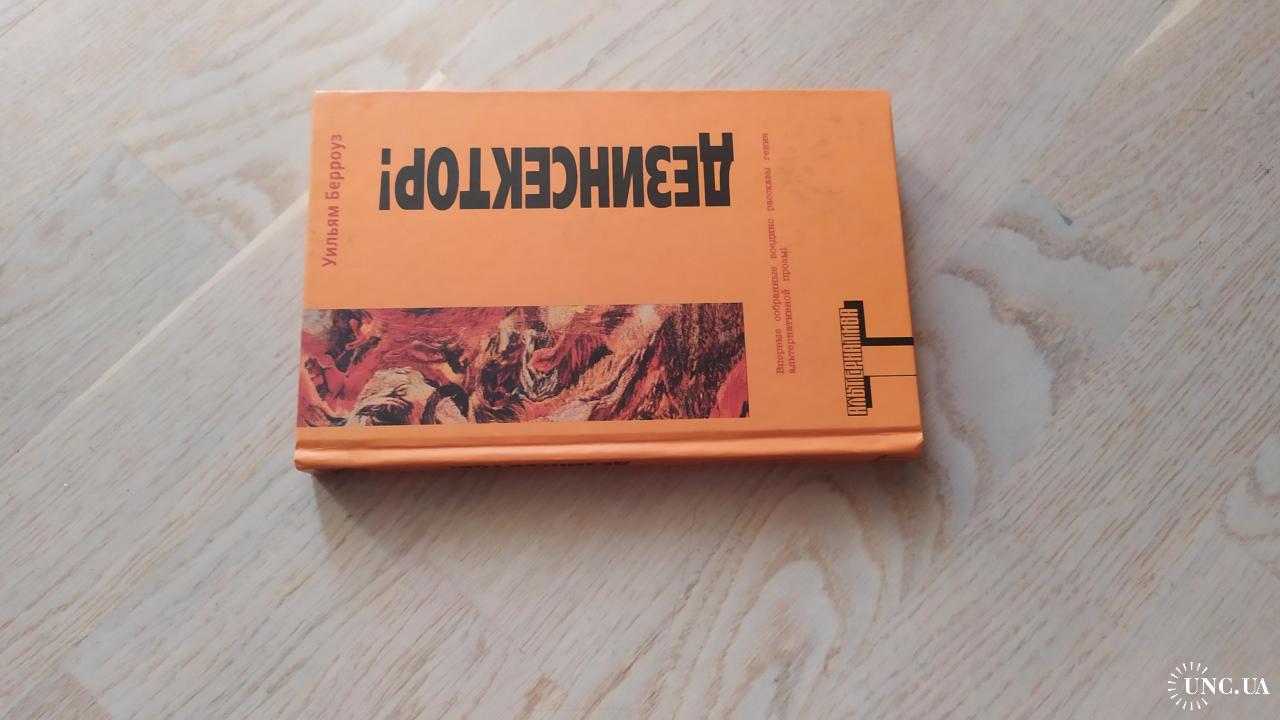 Уильям Берроуз
ДЕЗИНСЕКТОР!
Впервые собранные воедино рассказы гения
альтернативной прозы!
АЛЬТЕРНАТИВА
UNC.UA